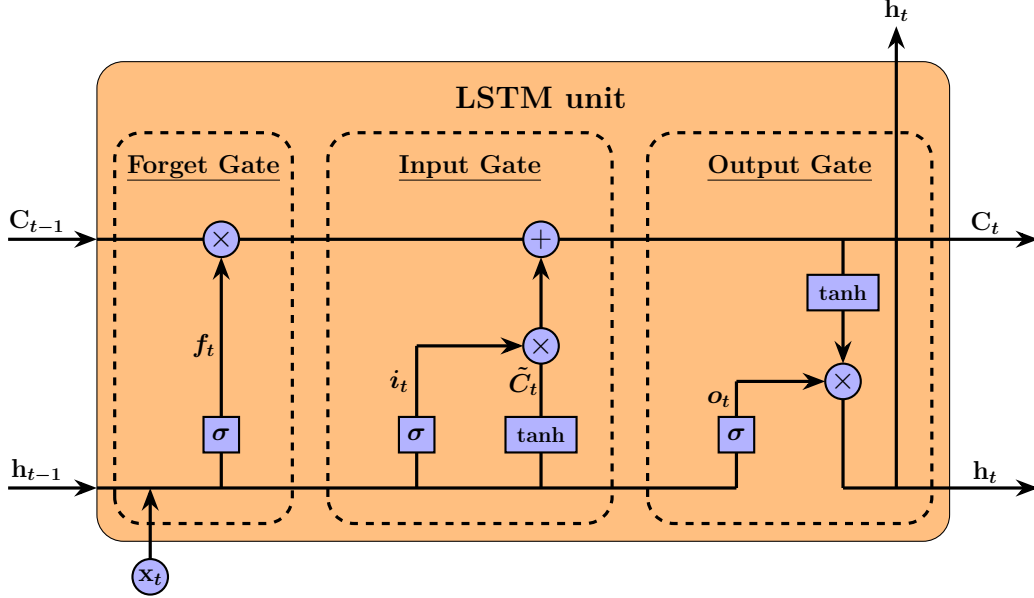 h_t
LSTM unit
Forget Gate
Input Gate
Output Gate
C_{t−1}
×
+
C_t
tanh
f_t
×
i_t
C̃_t
o_t
×
σ
σ
tanh
σ
h_{t−1}
h_t
x_t